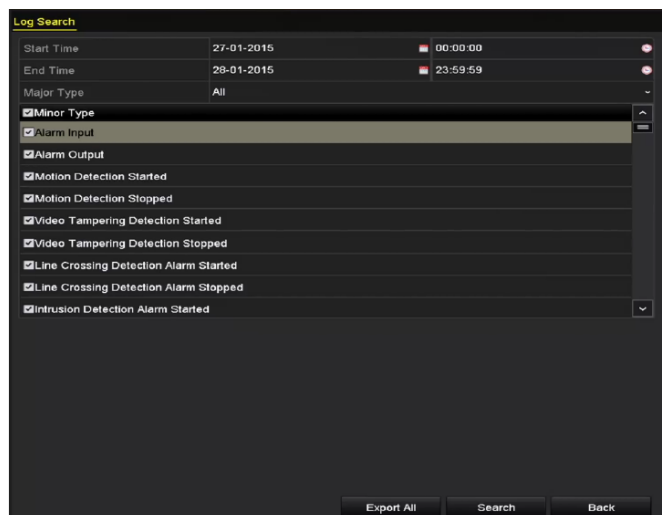 Log Search
Start Time 27-01-2015 00:00:00
End Time 28-01-2015 23:59:59
Major Type All
Minor Type
Alarm Input
Alarm Output
Motion Detection Started
Motion Detection Stopped
Video Tampering Detection Started
Video Tampering Detection Stopped
Line Crossing Detection Alarm Started
Line Crossing Detection Alarm Stopped
Intrusion Detection Alarm Started
Export All Search Back